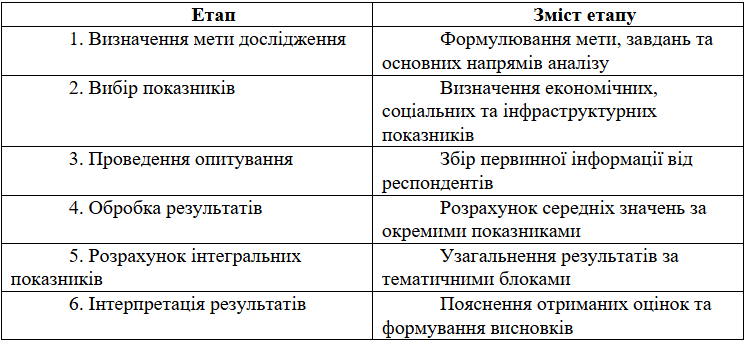 Етап
Зміст етапу
1. Визначення мети дослідження
Формулювання мети, завдань та
основних напрямів аналізу
2. Вибір показників
Визначення економічних,
соціальних та інфраструктурних
показників
3. Проведення опитування
Збір первинної інформації від
респондентів
4. Обробка результатів
Розрахунок середніх значень за
окремими показниками
5. Розрахунок інтегральних
показників
Узагальнення результатів за
тематичними блоками
6. Інтерпретація результатів
Пояснення отриманих оцінок та
формування висновків